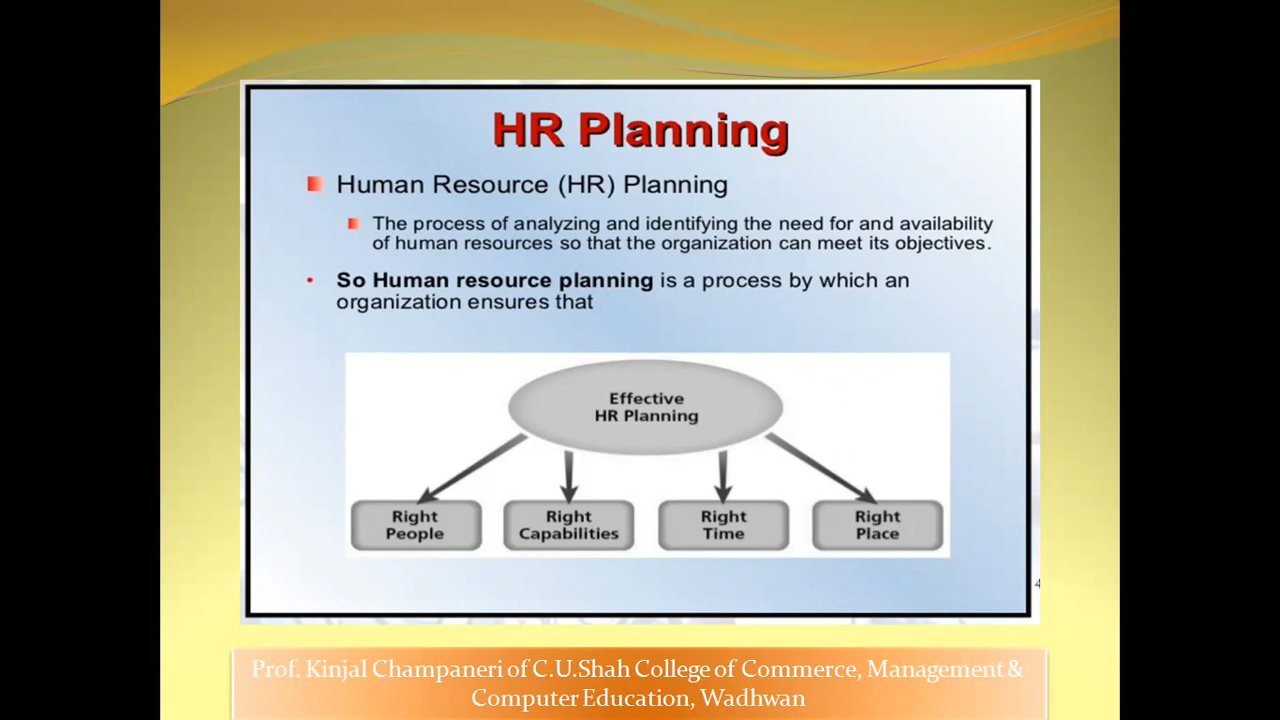 HR Planning
Human Resource (HR) Planning
The process of analyzing and identifying the need for and availability
of human resources so that the organization can meet its objectives.
So Human resource planning is a process by which an
organization ensures that
Effective
HR Planning
Right
People
Right
Capabilities
Right
Time
Right
Place
4
Prof. Kinjal Champaneri of C.U.Shah College of Commerce, Management &
Computer Education, Wadhwan